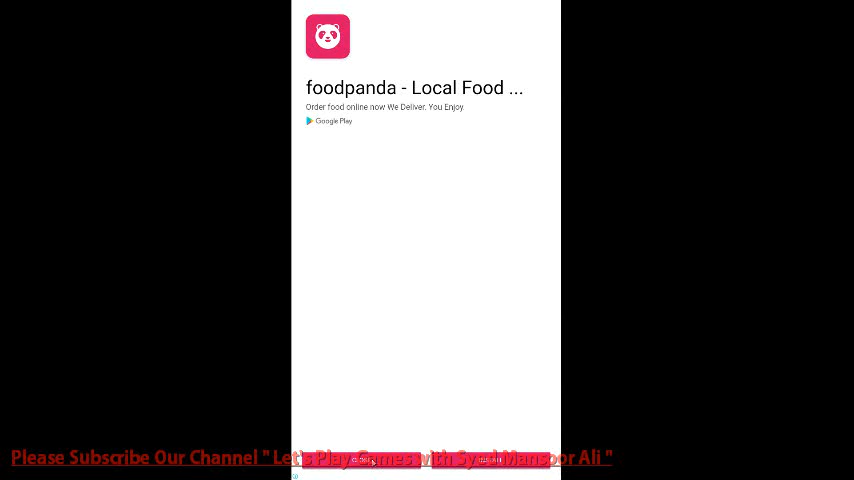 foodpanda - Local Food ...
Order food online now We Deliver. You Enjoy.
Google Play
Please Subscribe Our Channel " Let's Play Games with Syed Mansoor Ali "